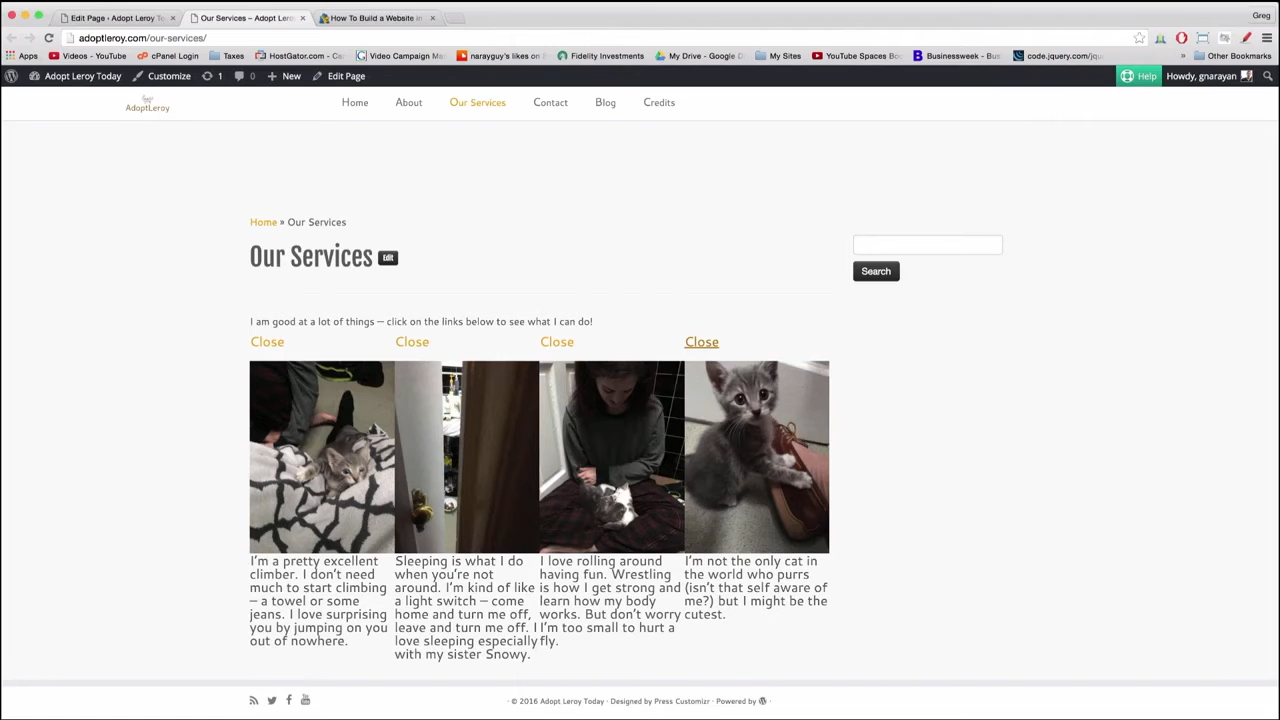 Edit Page ‹ Adopt Leroy To
Our Services – Adopt Lero
How To Build a Website in
Greg
adoptleroy.com/our-services/
Apps
Videos - YouTube
cPanel Login
Taxes
HostGator.com - Ca
Video Campaign Ma
narayguy's likes on
Fidelity Investments
My Drive - Google D
My Sites
YouTube Spaces Boo
Businessweek - Bus
code.jquery.com/jq
»
Other Bookmarks
Adopt Leroy Today
Customize
1
0
New
Edit Page
Help
Howdy, gnarayan
AdoptLeroy
Home
About
Our Services
Contact
Blog
Credits
Home » Our Services
Our Services Edit
Search
I am good at a lot of things – click on the links below to see what I can do!
Close
Close
Close
Close
I'm a pretty excellent
climber. I don't need
much to start climbing
– a towel or some
jeans. I love surprising
you by jumping on you
out of nowhere.
Sleeping is what I do
when you're not
around. I'm kind of like
a light switch – come
home and turn me off,
leave and turn me off. I
love sleeping especially
with my sister Snowy.
I love rolling around
having fun. Wrestling
is how I get strong and
learn how my body
works. But don't worry
I'm too small to hurt a
fly.
I'm not the only cat in
the world who purrs
(isn't that self aware of
me?) but I might be the
cutest.
· © 2016 Adopt Leroy Today · Designed by Press Customizr · Powered by ·